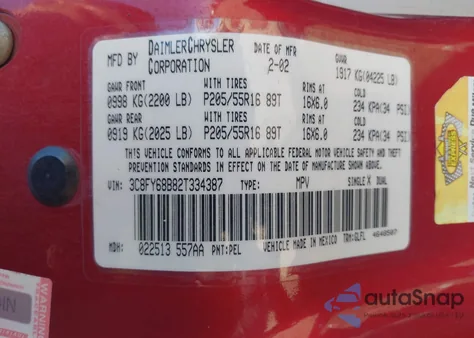 MFD BY DAIMLERCHRYSLER CORPORATION DATE OF MFR 2-02 GVWR 1917 KG(04225 LB)
GAWR FRONT WITH TIRES RIMS AT COLD
0998 KG(2200 LB) P205/55R16 89T 16X6.0 234 KPA(34 PSI)
GAWR REAR WITH TIRES RIMS AT COLD
0919 KG(2025 LB) P205/55R16 89T 16X6.0 234 KPA(34 PSI)
THIS VEHICLE CONFORMS TO ALL APPLICABLE FEDERAL MOTOR VEHICLE SAFETY, BUMPER AND THEFT
PREVENTION STANDARDS IN EFFECT ON THE DATE OF MANUFACTURE SHOWN ABOVE.
VIN: 3C8FY68B82T334387 TYPE: MPV SINGLE X DUAL
MDH: 022513 557AA PNT:PEL VEHICLE MADE IN MEXICO TRM:GLFL
WARNING
autoSnap